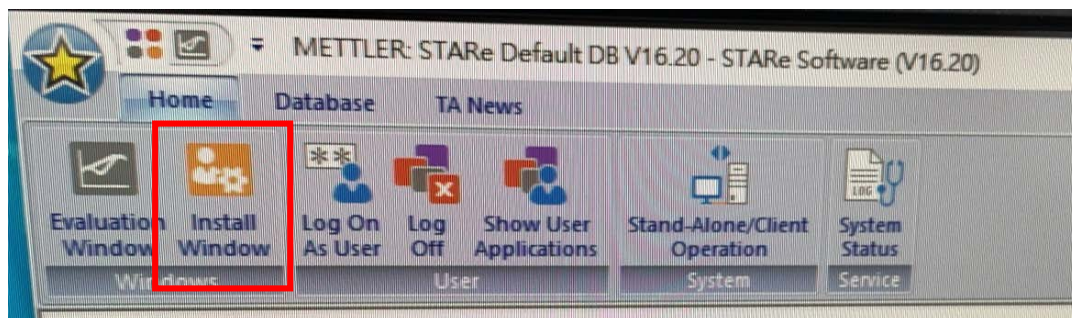 METTLER: STARe Default DB V16.20 - STARe Software (V16.20)
Home Database TA News
Evaluation Window
Install Window
** Log On As User
Log Off
Show User Applications
Stand-Alone/Client Operation
LOG System Status
Windows User System Service